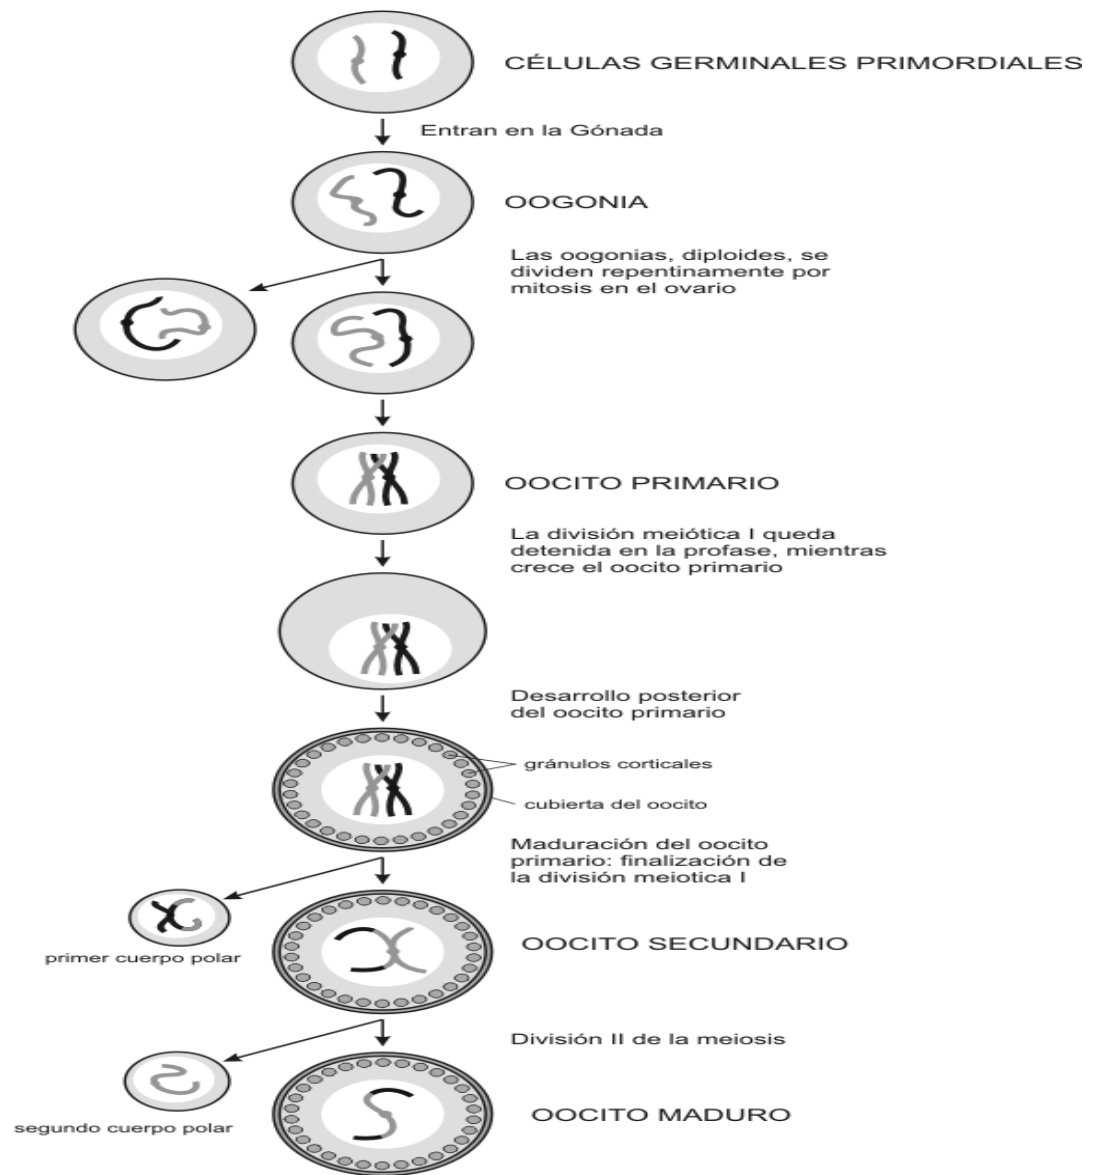 CÉLULAS GERMINALES PRIMORDIALES
Entran en la Gónada
OOGONIA
Las oogonias, diploides, se
dividen repentinamente por
mitosis en el ovario
OOCITO PRIMARIO
La división meiótica I queda
detenida en la profase, mientras
crece el oocito primario
Desarrollo posterior
del oocito primario
gránulos corticales
cubierta del oocito
Maduración del oocito
primario: finalización de
la división meiotica I
primer cuerpo polar
OOCITO SECUNDARIO
División II de la meiosis
segundo cuerpo polar
OOCITO MADURO